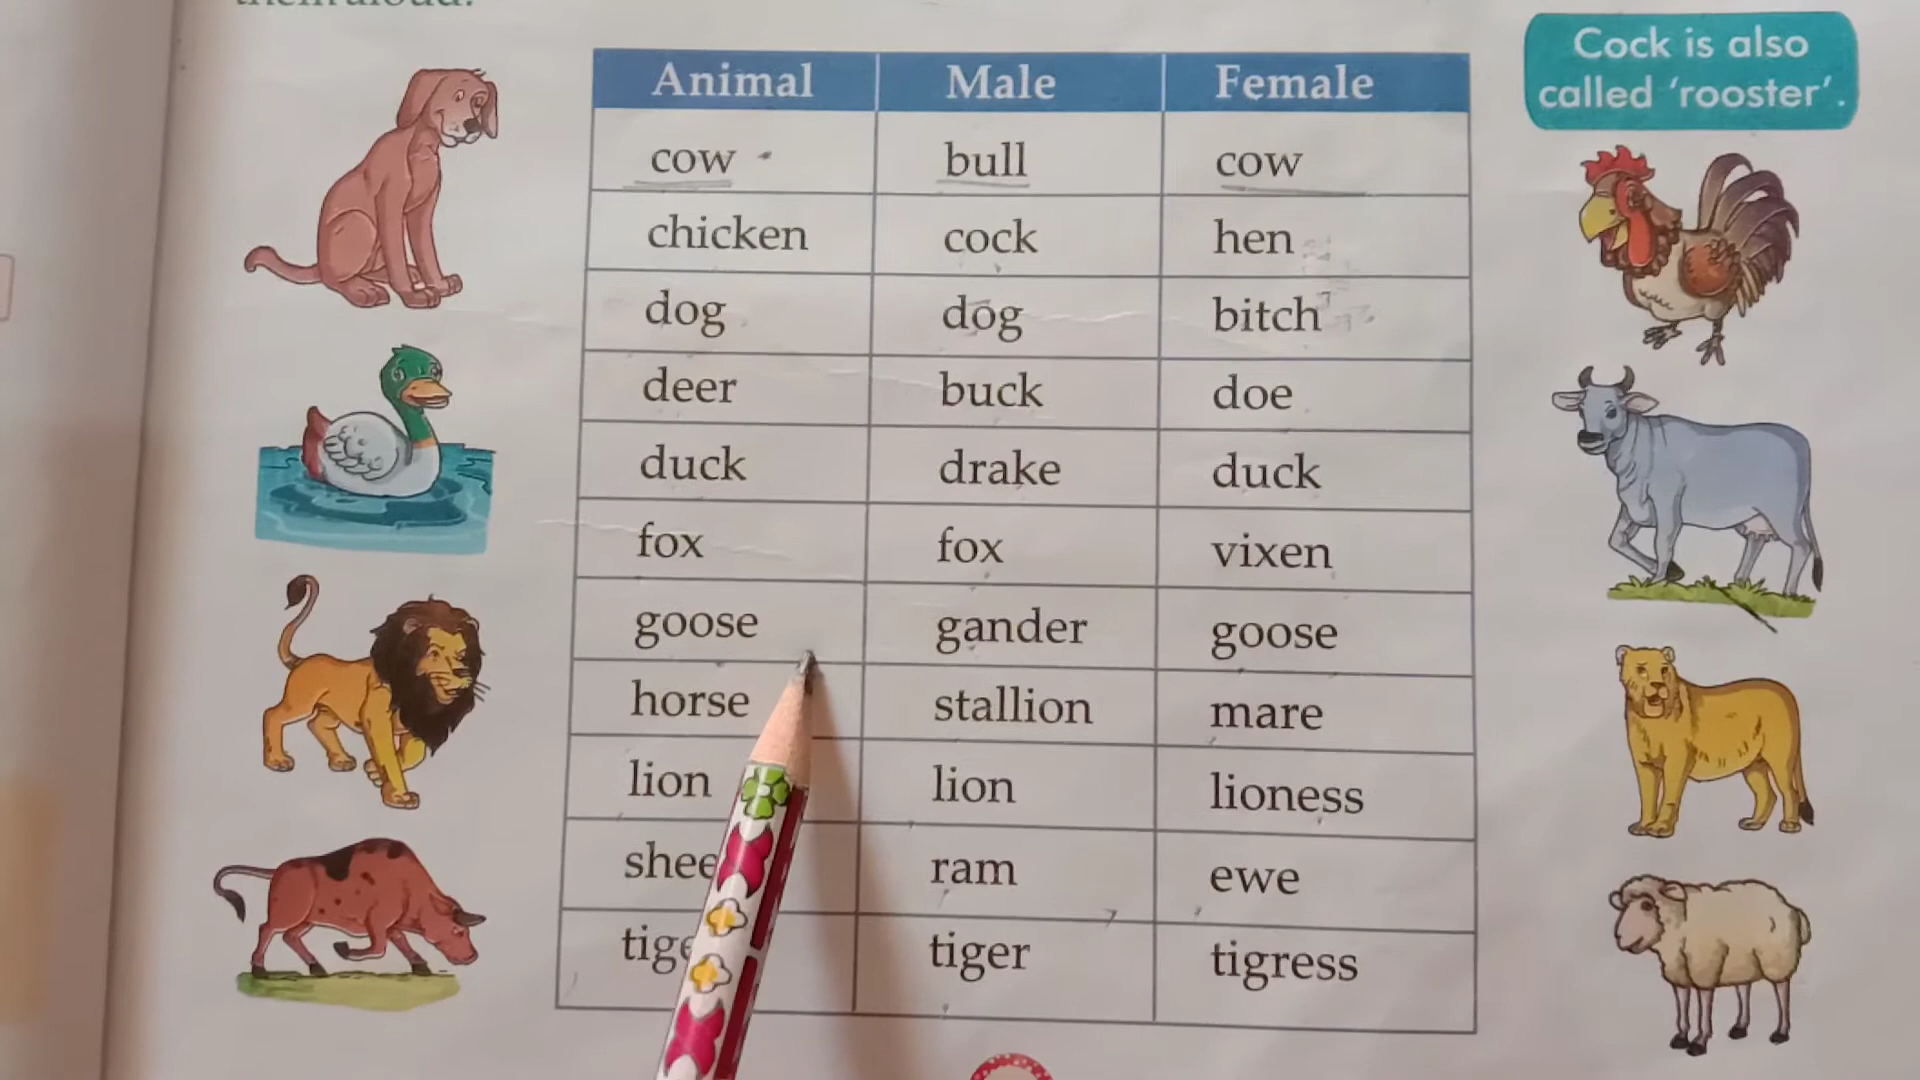 Cock is also
called ‘rooster’.
Animal Male Female
cow bull cow
chicken cock hen
dog dog bitch
deer buck doe
duck drake duck
fox fox vixen
goose gander goose
horse stallion mare
lion lion lioness
ram ewe
tiger tigress